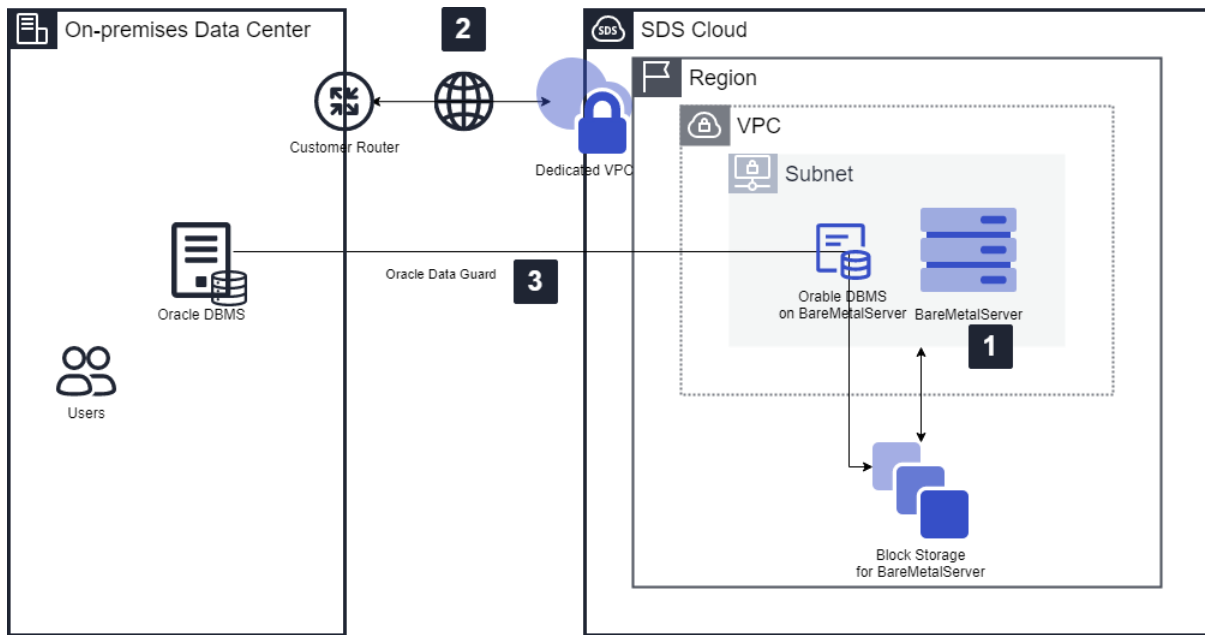 On-premises Data Center
2
SDS
SDS Cloud
Region
VPC
Customer Router
Dedicated VPC
Subnet
Oracle Data Guard
3
Oracle DBMS
Orable DBMS
on BareMetalServer
BareMetalServer
1
Users
Block Storage
for BareMetalServer